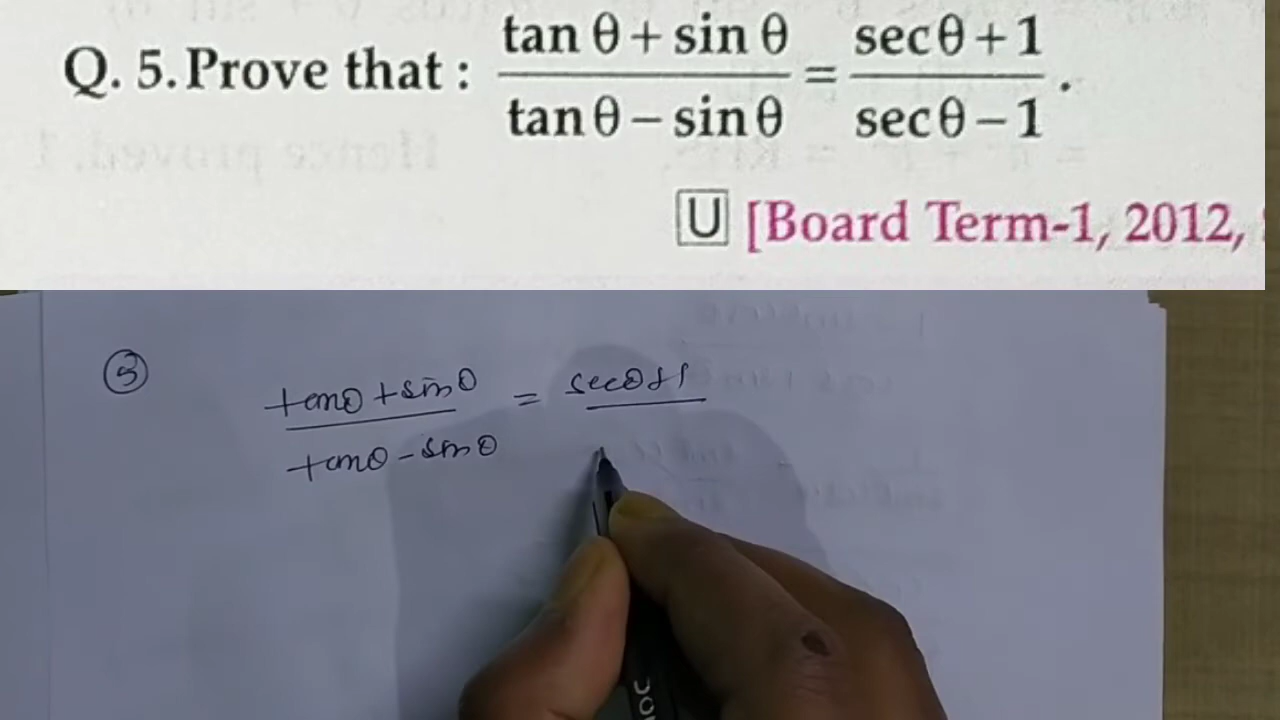 Q. 5. Prove that : (tan θ + sin θ)/(tan θ – sin θ) = (sec θ + 1)/(sec θ – 1) .
U [Board Term-1, 2012,
5
(tanθ + sinθ)/(tanθ - sinθ) = secθ+1